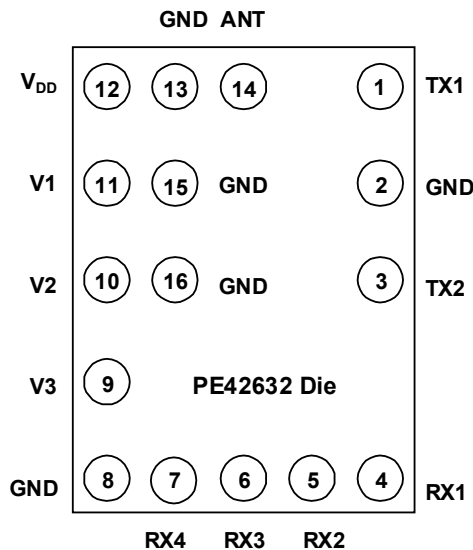 GND ANT
VDD 12 13 14 1 TX1
V1 11 15 GND 2 GND
V2 10 16 GND 3 TX2
V3 9 PE42632 Die
GND 8 7 6 5 4 RX1
RX4 RX3 RX2